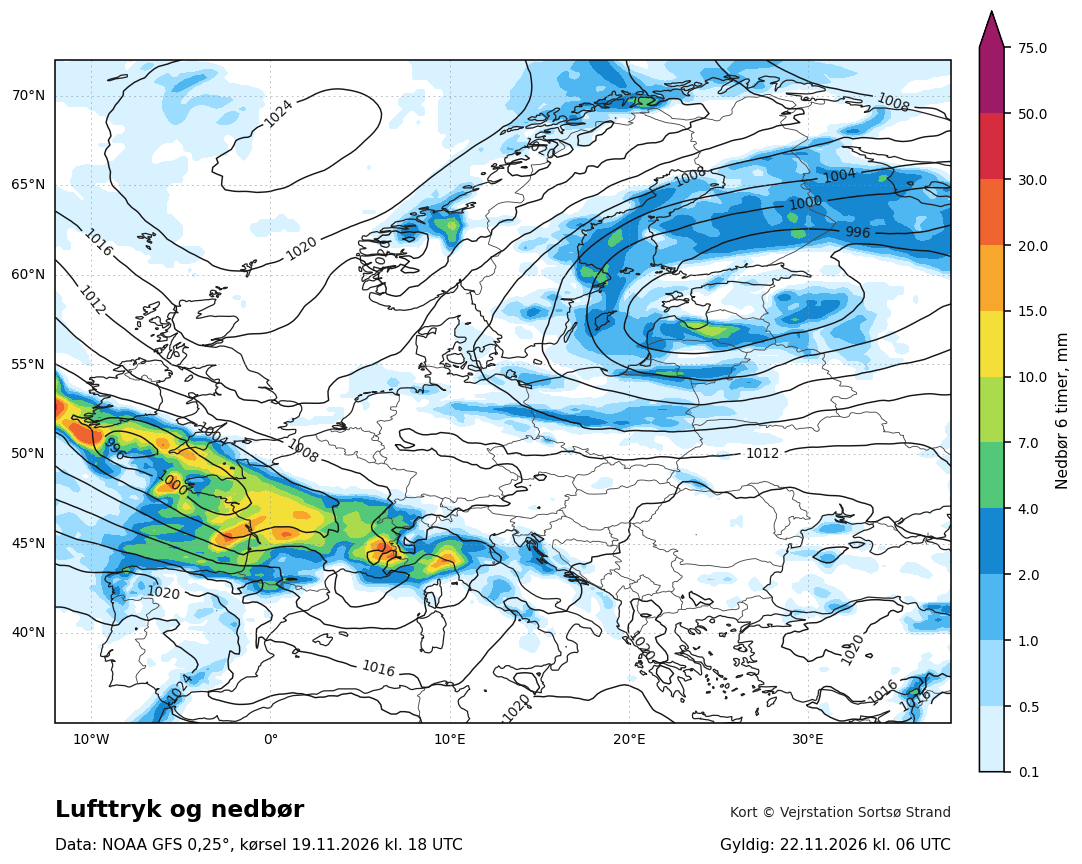 75.0
50.0
30.0
20.0
15.0
10.0
7.0
4.0
2.0
1.0
0.5
0.1
Nedbør 6 timer, mm
70°N
65°N
60°N
55°N
50°N
45°N
40°N
10°W
0°
10°E
20°E
30°E
1024
1008
1020
1008
1004
1000
996
1016
1020
1020
1012
1004
1008
996
1000
1012
1020
1016
1020
1020
1024
1016
1016
1020
Lufttryk og nedbør
Kort © Vejrstation Sortsø Strand
Data: NOAA GFS 0,25°, kørsel 19.11.2026 kl. 18 UTC
Gyldig: 22.11.2026 kl. 06 UTC